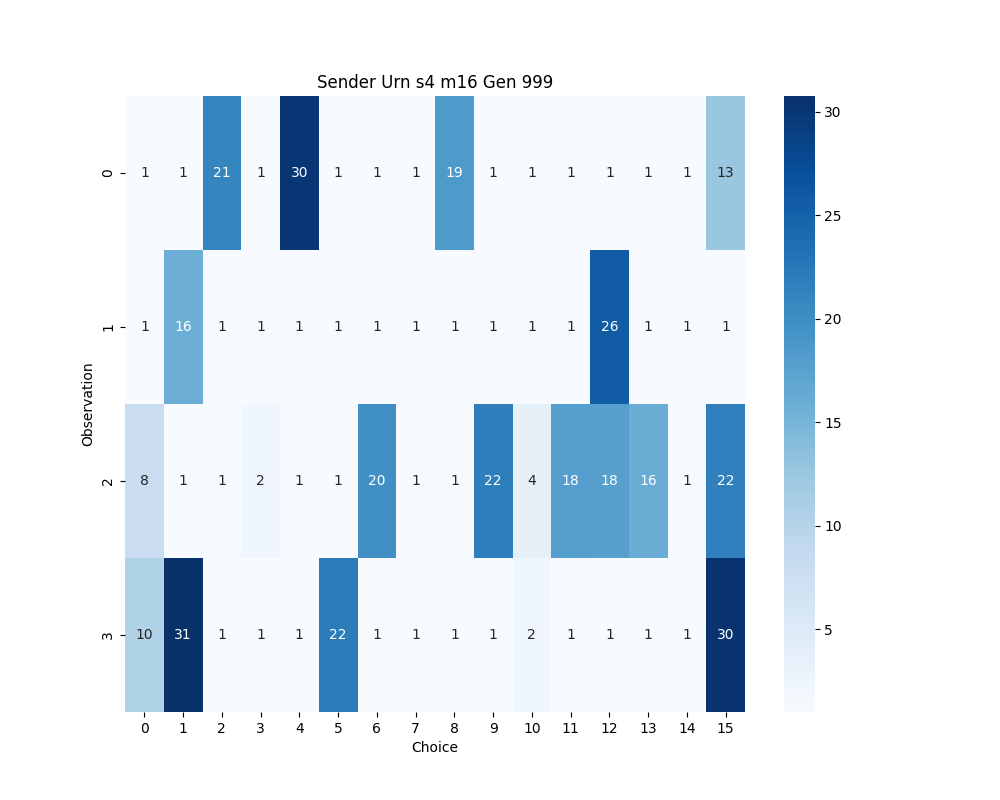 Sender Urn s4 m16 Gen 999
0 1 1 21 1 30 1 1 1 19 1 1 1 1 1 1 13
1 1 16 1 1 1 1 1 1 1 1 1 1 26 1 1 1
2 8 1 1 2 1 1 20 1 1 22 4 18 18 16 1 22
3 10 31 1 1 1 22 1 1 1 1 2 1 1 1 1 30
0 1 2 3 4 5 6 7 8 9 10 11 12 13 14 15
Choice
Observation
30
25
20
15
10
5